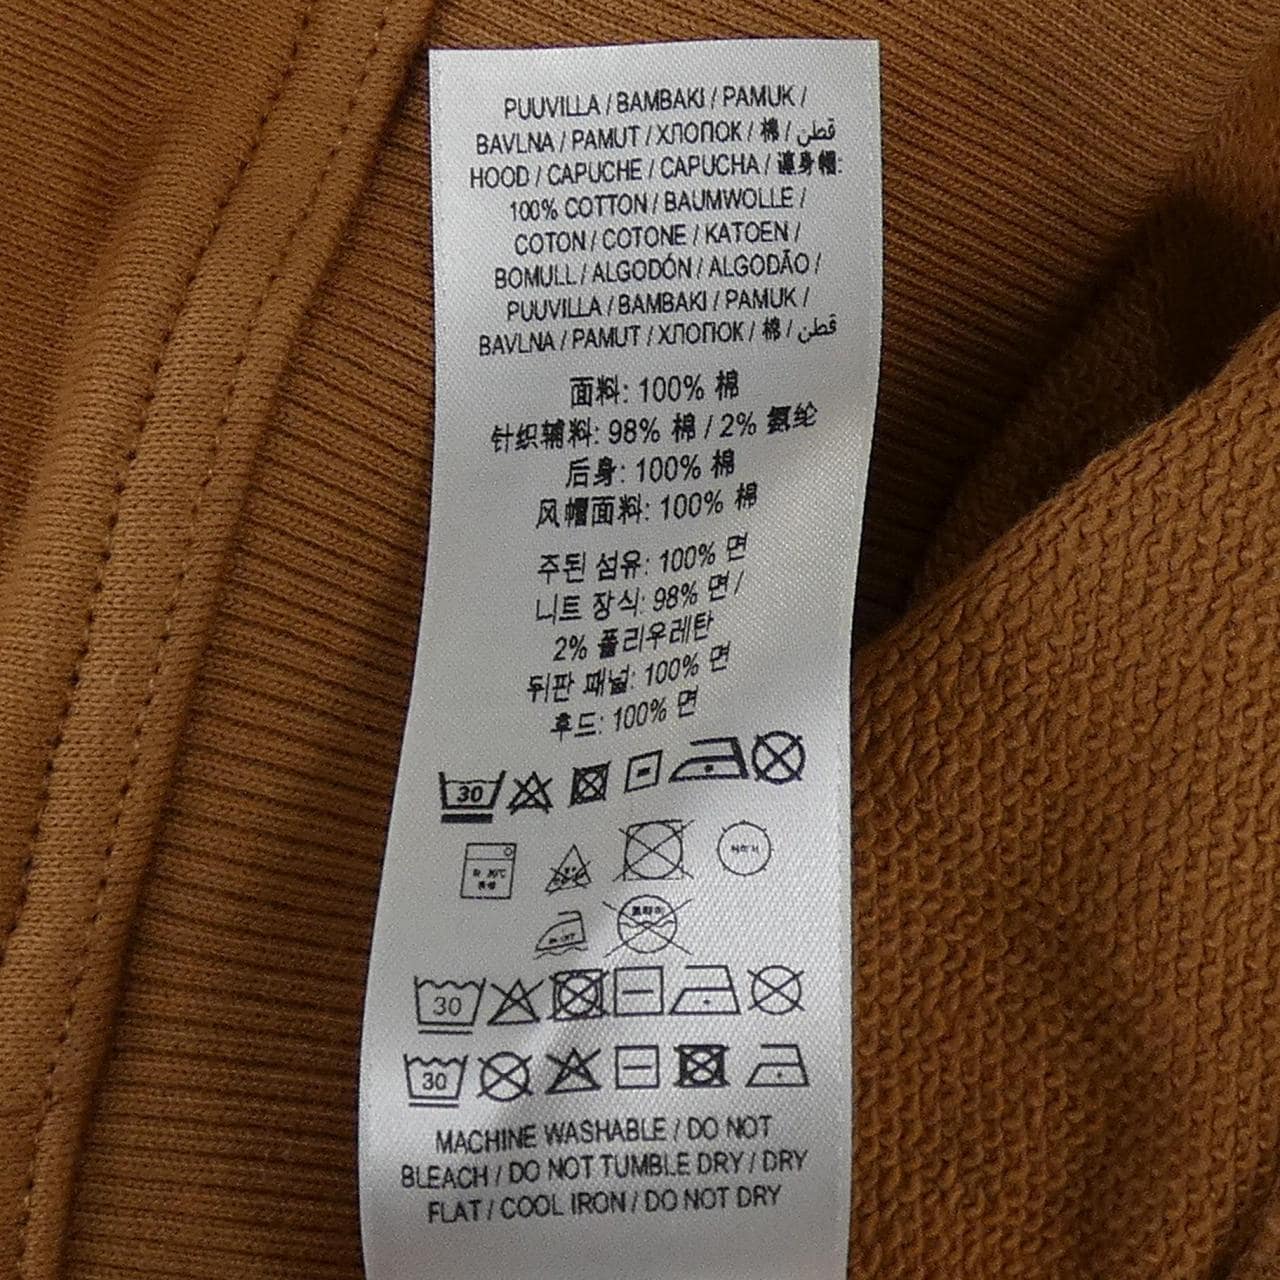 PUUVILLA / BAMBAKI / PAMUK /
BAVLNA / PAMUT / ХЛОПОК / 棉 / قطن
HOOD / CAPUCHE / CAPUCHA / 連身帽:
100% COTTON / BAUMWOLLE /
COTON / COTONE / KATOEN /
BOMULL / ALGODÓN / ALGODÃO /
PUUVILLA / BAMBAKI / PAMUK /
BAVLNA / PAMUT / ХЛОПОК / 棉 / قطن
面料: 100% 棉
针织辅料: 98% 棉 / 2% 氨纶
后身: 100% 棉
风帽面料: 100% 棉
주된 섬유: 100% 면
니트 장식: 98% 면 /
2% 폴리우레탄
뒤판 패널: 100% 면
후드: 100% 면
30
30
30
MACHINE WASHABLE / DO NOT
BLEACH / DO NOT TUMBLE DRY / DRY
FLAT / COOL IRON / DO NOT DRY